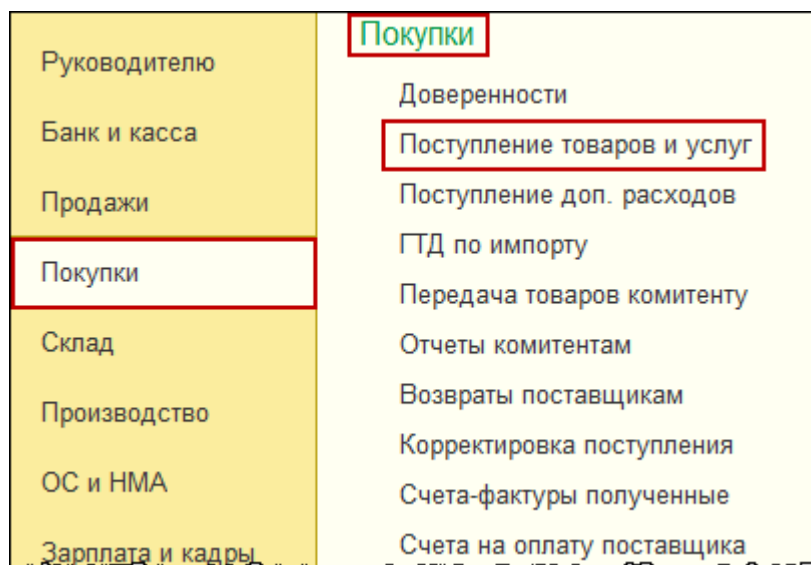 Руководителю
Банк и касса
Продажи
Покупки
Склад
Производство
ОС и НМА
Зарплата и кадры
Покупки
Доверенности
Поступление товаров и услуг
Поступление доп. расходов
ГТД по импорту
Передача товаров комитенту
Отчеты комитентам
Возвраты поставщикам
Корректировка поступления
Счета-фактуры полученные
Счета на оплату поставщика